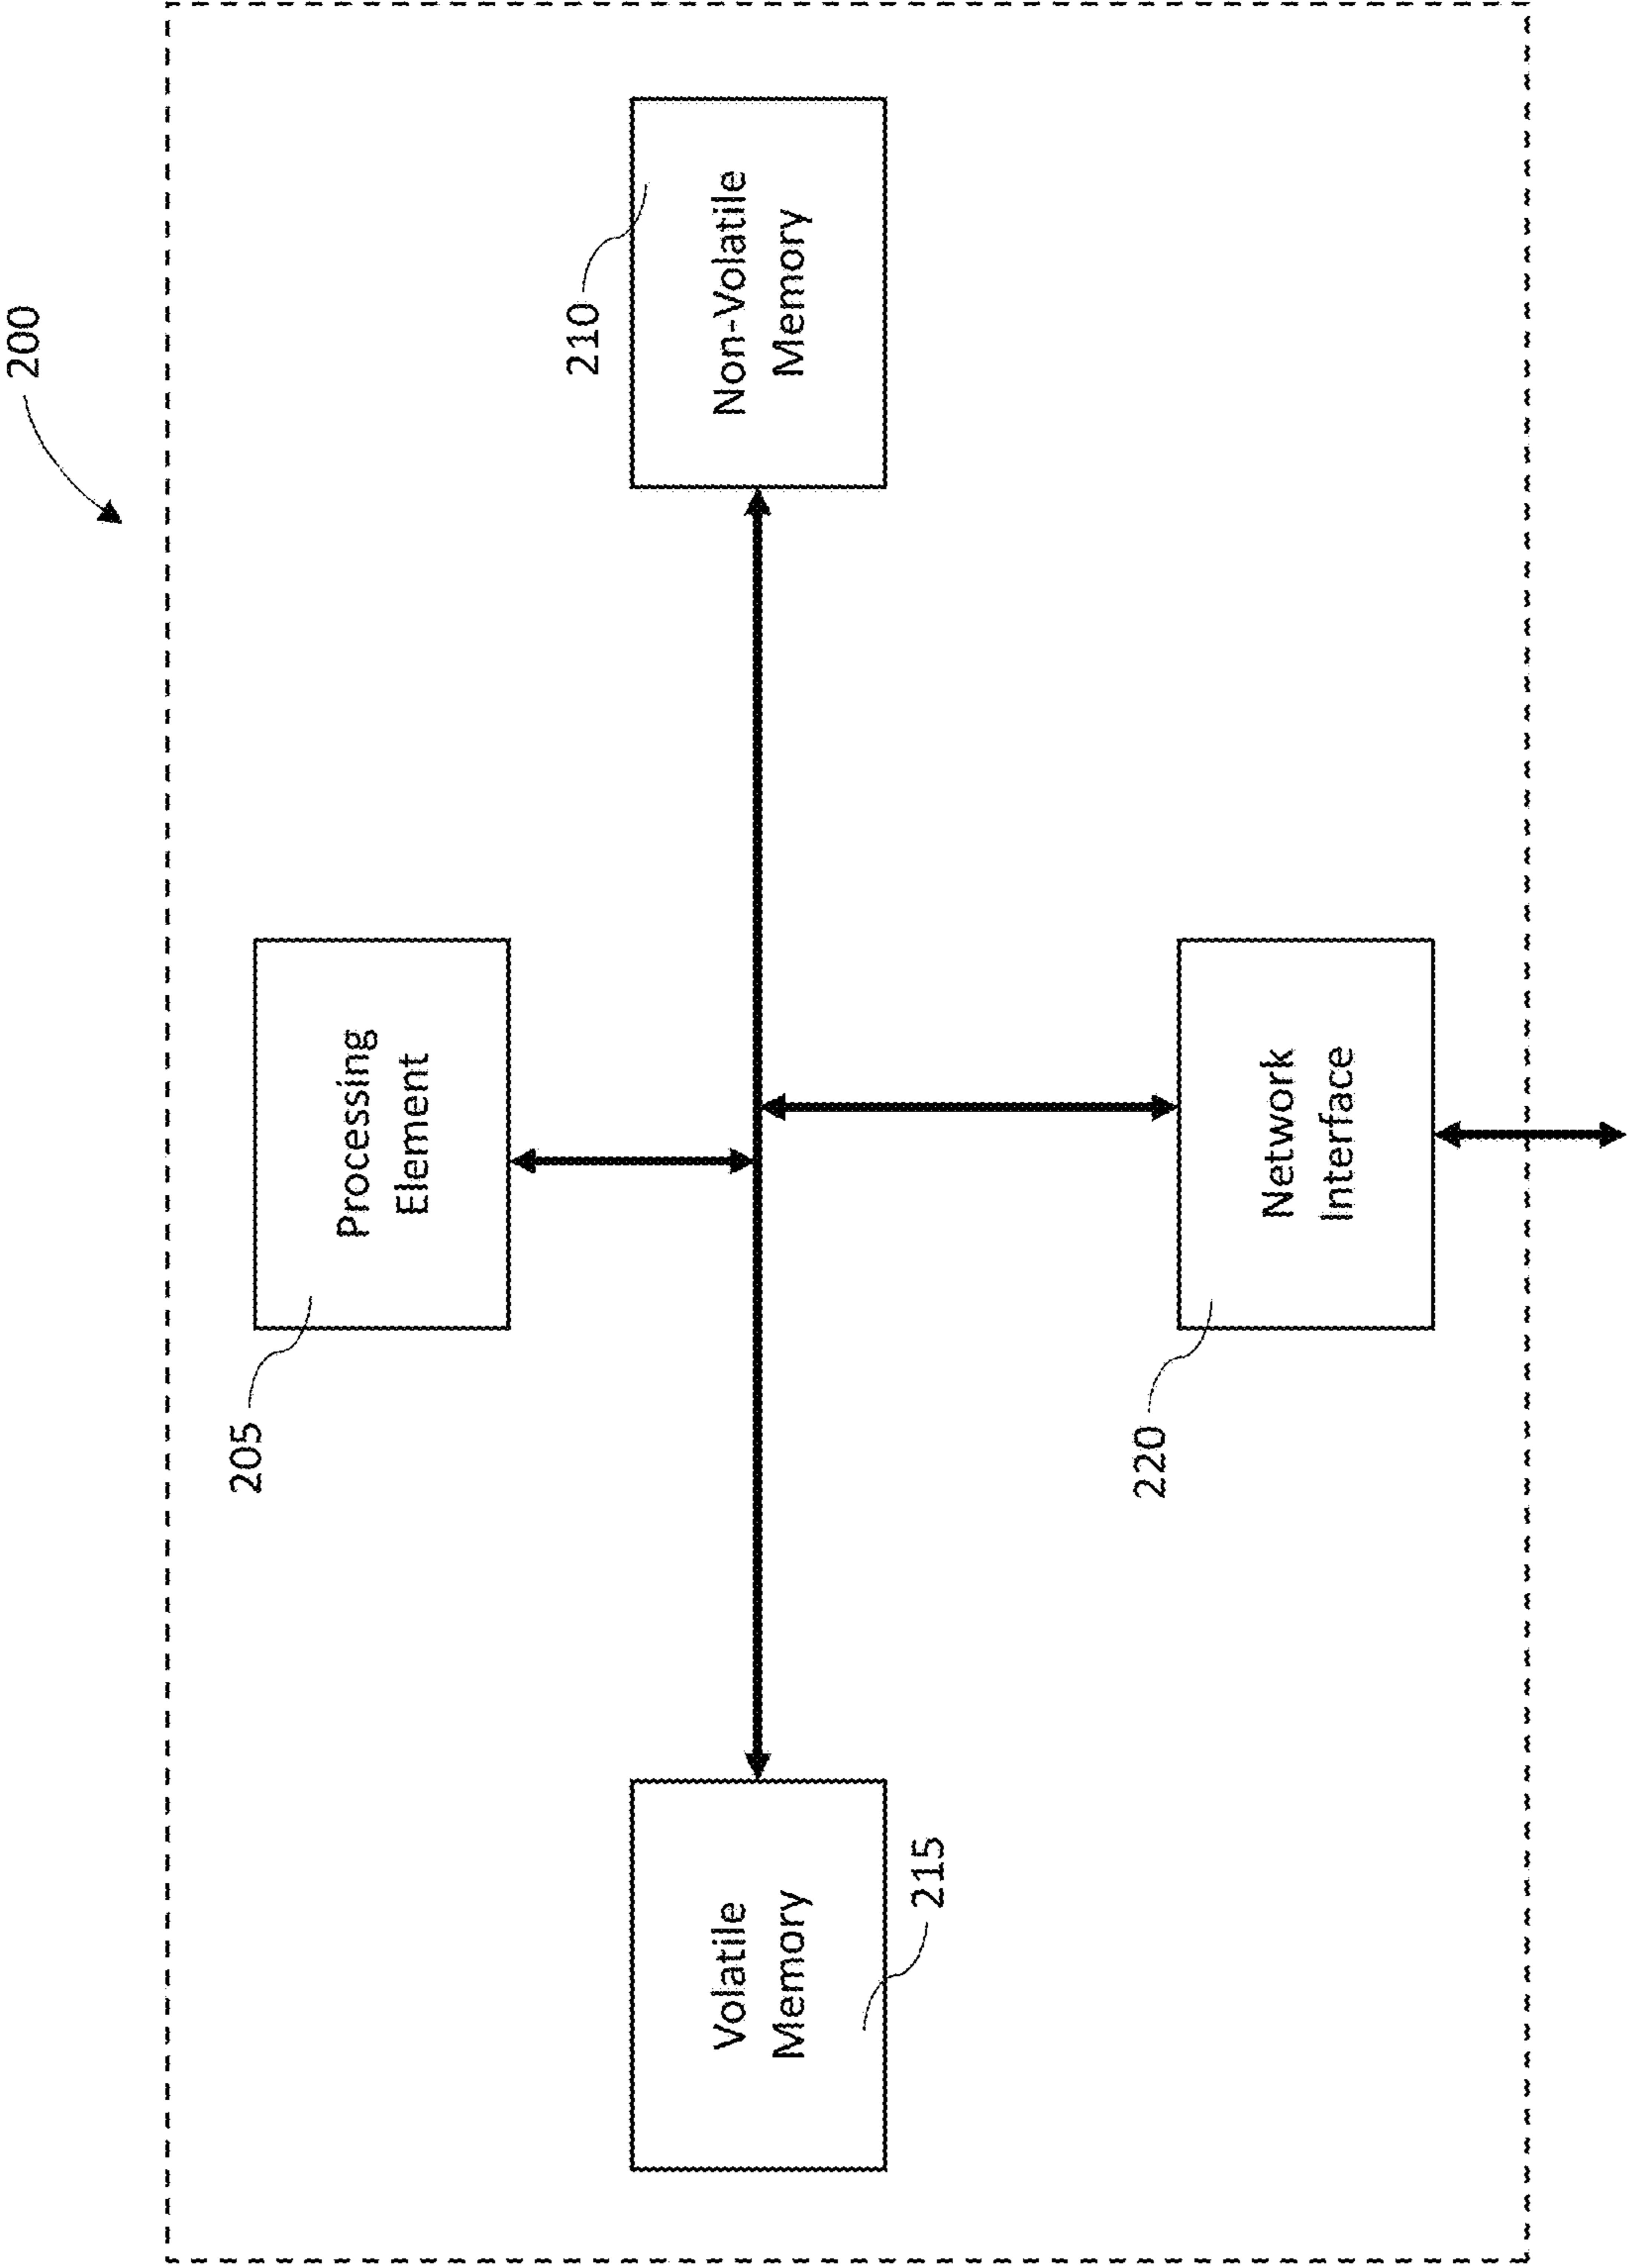 200
Processing
Element
205
Volatile
Memory
215
210
Non-Volatile
Memory
220
Network
Interface